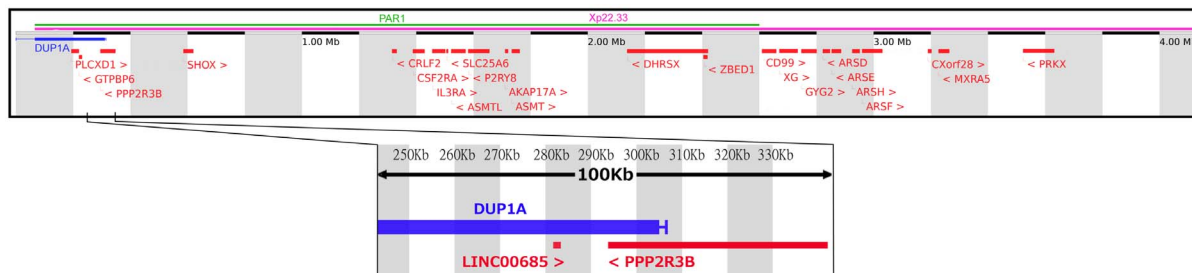 PAR1
Xp22.33
1.00 Mb 2.00 Mb 3.00 Mb 4.00 M
DUP1A
PLCXD1 > SHOX > < CRLF2 < SLC25A6 < DHRSX < ZBED1 CD99 > < ARSD CXorf28 > < PRKX
< GTPBP6 CSF2RA > < P2RY8 XG > < ARSE < MXRA5
< PPP2R3B IL3RA > AKAP17A > GYG2 > < ARSH >
< ASMTL ASMT > ARSF >
250Kb 260Kb 270Kb 280Kb 290Kb 300Kb 310Kb 320Kb 330Kb
100Kb
DUP1A
LINC00685 > < PPP2R3B